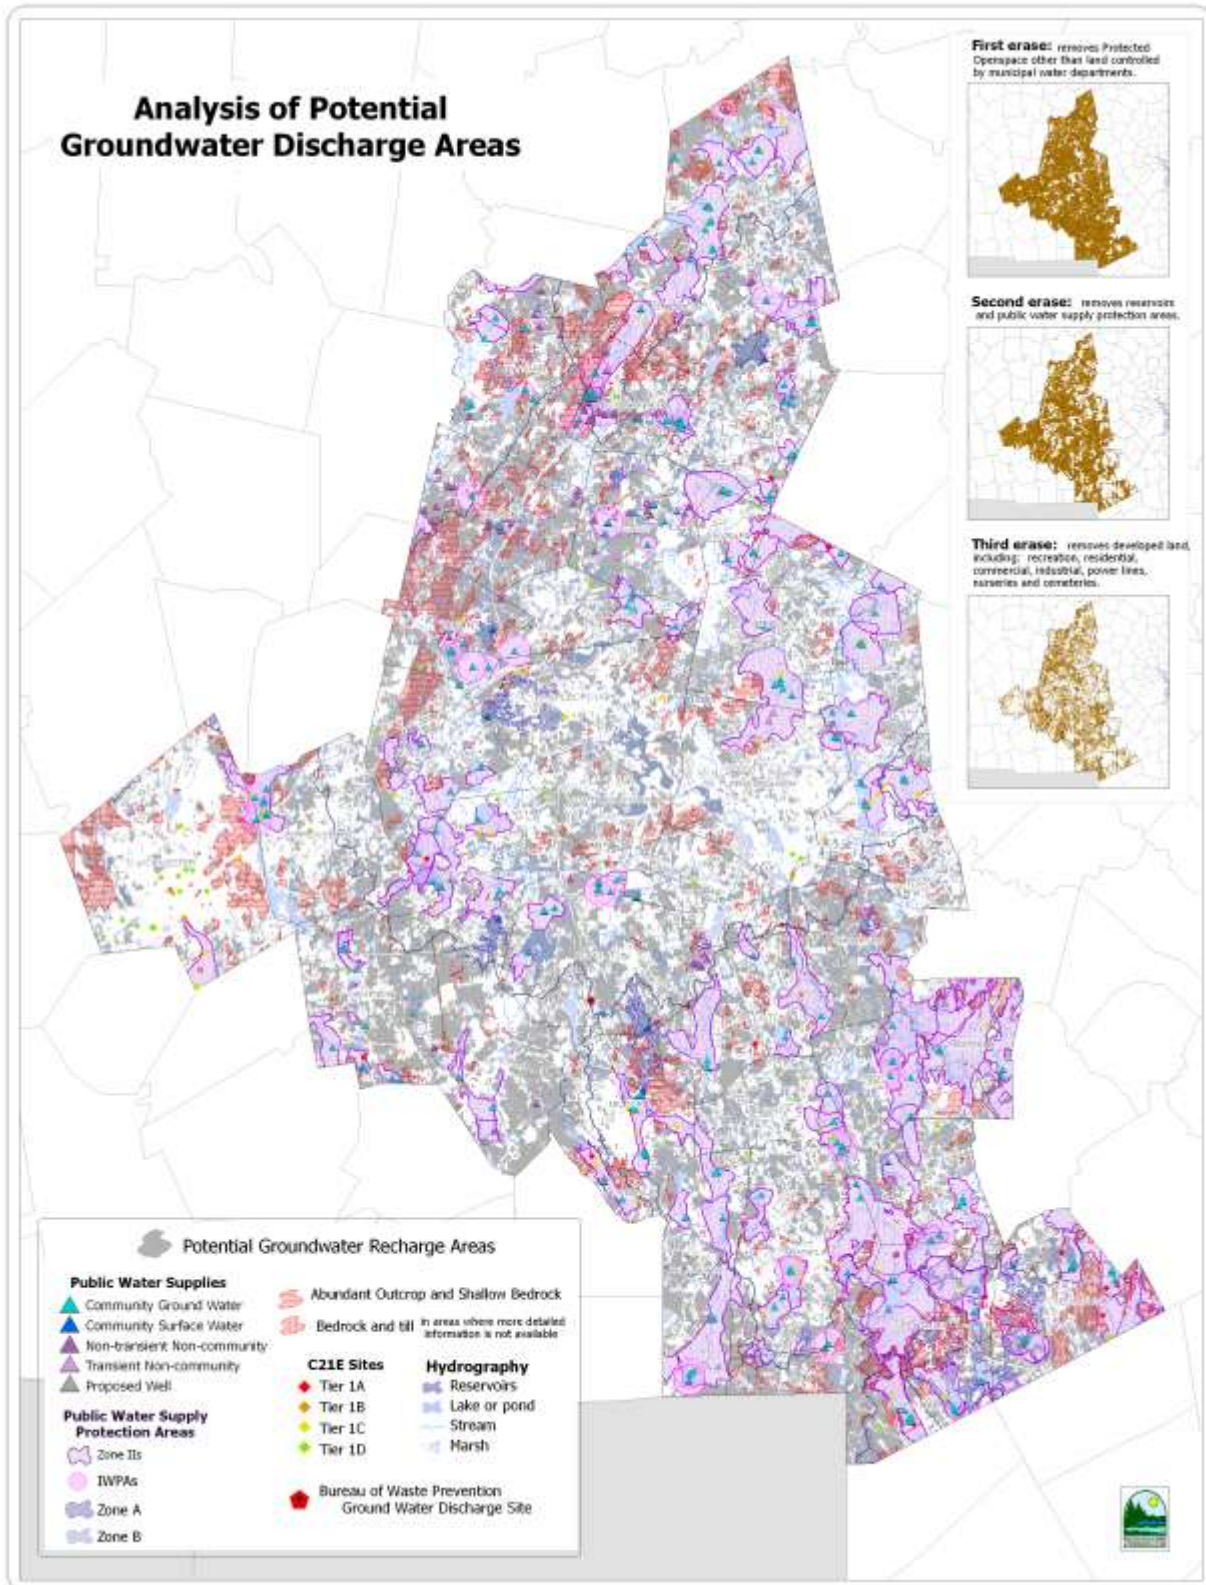 Analysis of Potential
Groundwater Discharge Areas
First erase: removes Protected
Openspace other than land controlled
by municipal water departments.
Second erase: removes reservoirs
and public water supply protection areas.
Third erase: removes developed land,
including: recreation, residential,
commercial, industrial, power lines,
nurseries and cemeteries.
Potential Groundwater Recharge Areas
Public Water Supplies
Community Ground Water
Community Surface Water
Non-transient Non-community
Transient Non-community
Proposed Well
Public Water Supply
Protection Areas
Zone IIs
IWPAs
Zone A
Zone B
Abundant Outcrop and Shallow Bedrock
Bedrock and till in areas where more detailed
information is not available
C21E Sites
Tier 1A
Tier 1B
Tier 1C
Tier 1D
Hydrography
Reservoirs
Lake or pond
Stream
Marsh
Bureau of Waste Prevention
Ground Water Discharge Site